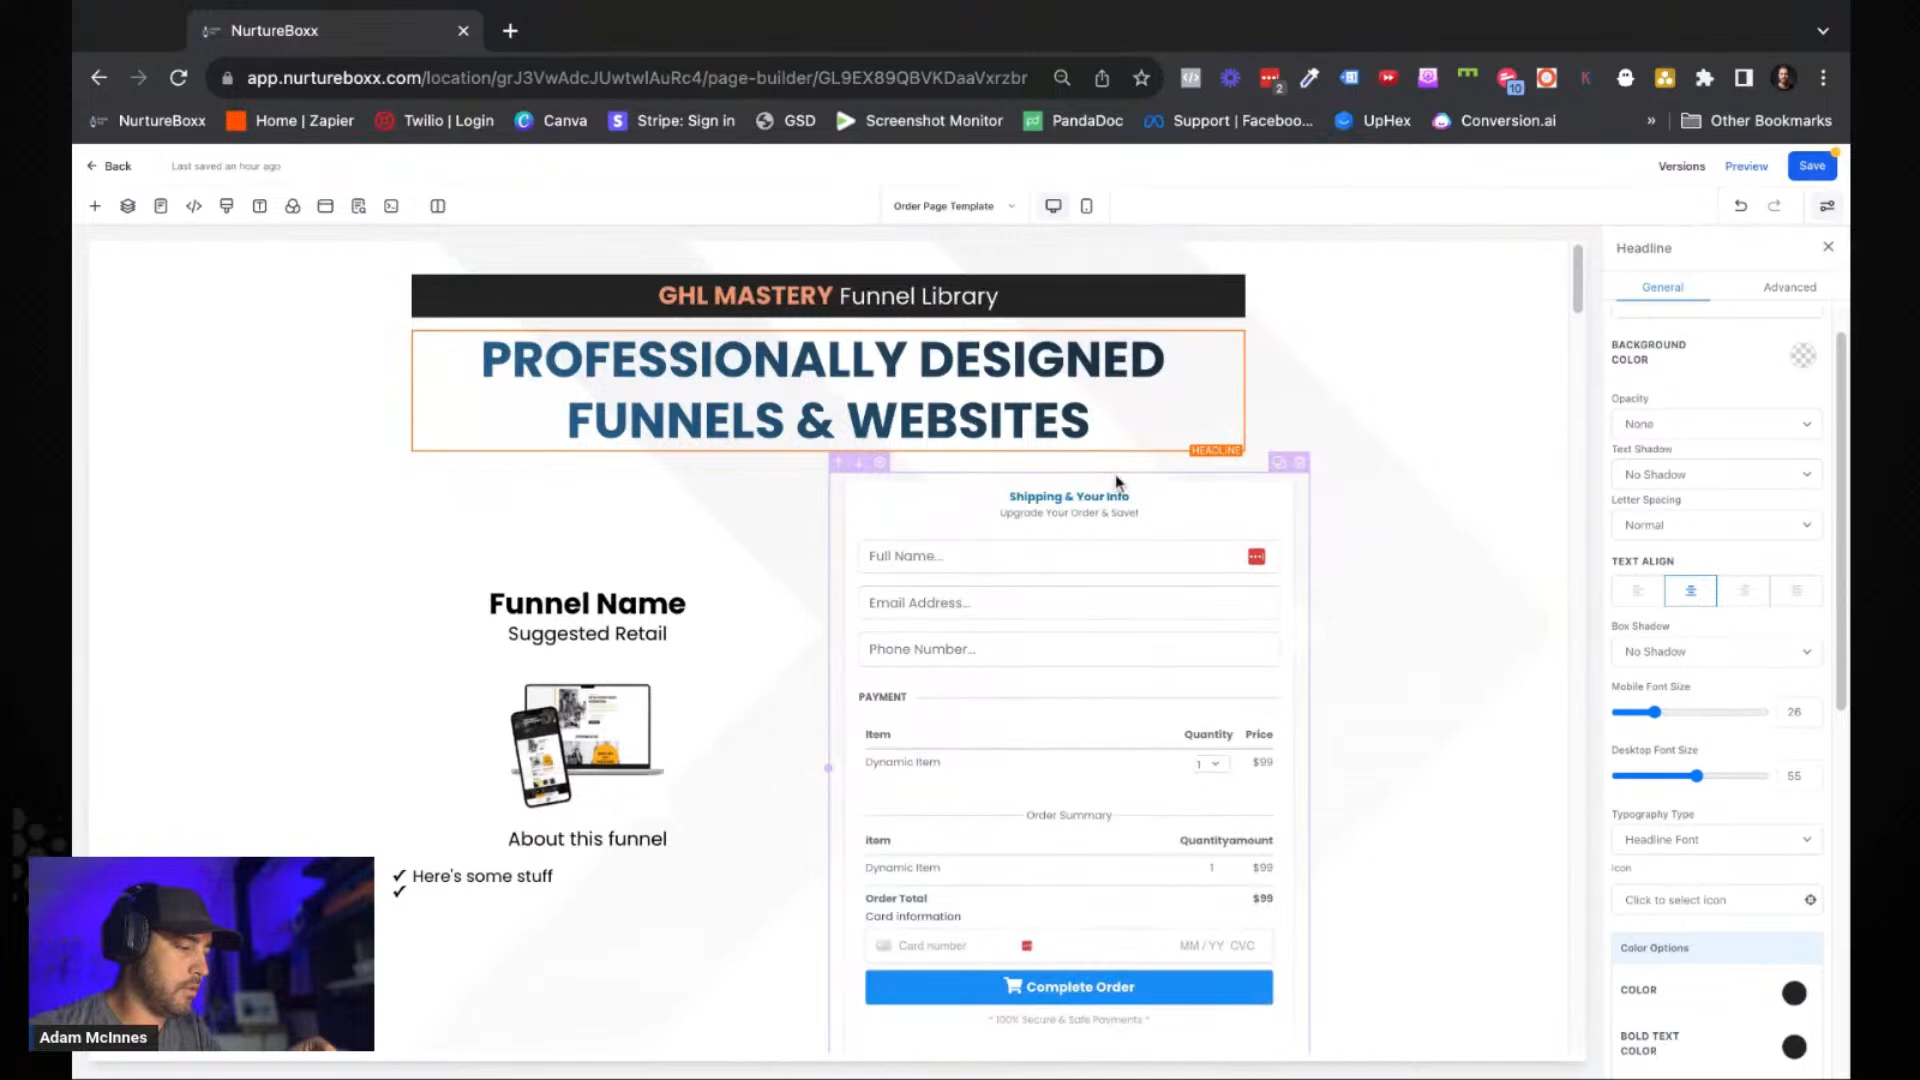 NurtureBoxx
app.nurtureboxx.com/location/grJ3VwAdcJUwtwlAuRc4/page-builder/GL9EX89QBVKDaaVxrzbr
2
10
NurtureBoxx
Home | Zapier
Twilio | Login
Canva
Stripe: Sign in
GSD
Screenshot Monitor
PandaDoc
Support | Faceboo...
UpHex
Conversion.ai
»
Other Bookmarks
Back
Last saved an hour ago
Versions
Preview
Save
Order Page Template
Headline
General
Advanced
GHL MASTERY Funnel Library
PROFESSIONALLY DESIGNED
FUNNELS & WEBSITES
HEADLINE
Shipping & Your Info
Upgrade Your Order & Save!
Full Name...
Email Address...
Phone Number...
PAYMENT
Item Quantity Price
Dynamic Item 1 $99
Order Summary
Item Quantityamount
Dynamic Item 1 $99
Order Total $99
Card information
Card number MM / YY CVC
Complete Order
* 100% Secure & Safe Payments *
Funnel Name
Suggested Retail
About this funnel
✓ Here's some stuff
✓
BACKGROUND
COLOR
Opacity
None
Text Shadow
No Shadow
Letter Spacing
Normal
TEXT ALIGN
Box Shadow
No Shadow
Mobile Font Size
26
Desktop Font Size
55
Typography Type
Headline Font
Icon
Click to select icon
Color Options
COLOR
BOLD TEXT
COLOR
Adam McInnes